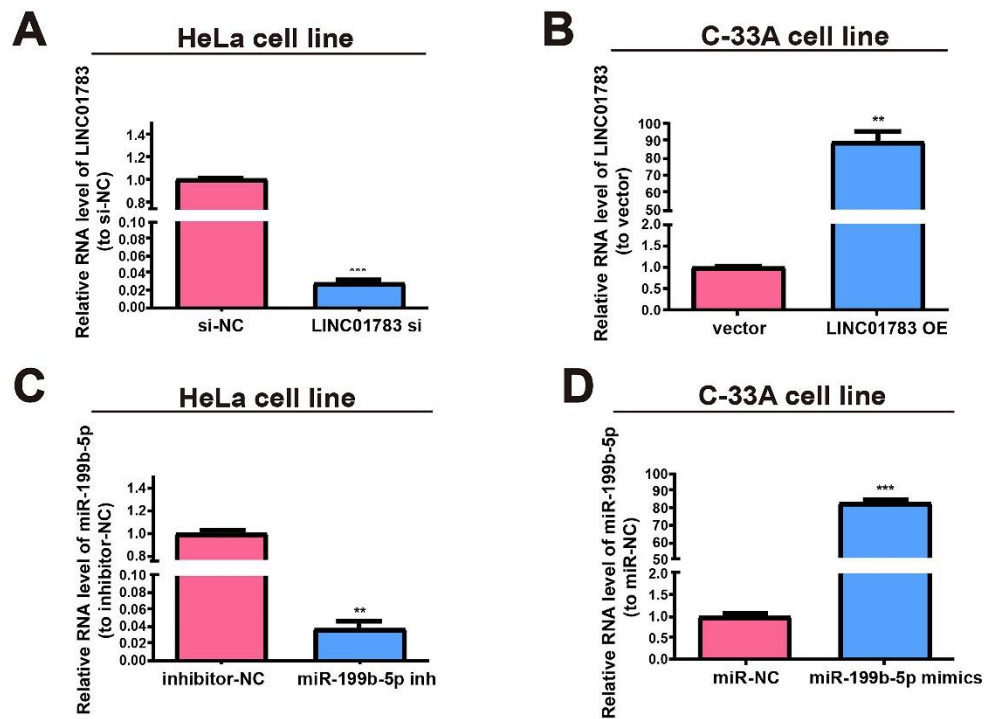 A
HeLa cell line
Relative RNA level of LINC01783
(to si-NC)
1.4
1.2
1.0
0.8
0.10
0.08
0.06
0.04
0.02
0.00
***
si-NC
LINC01783 si
B
C-33A cell line
Relative RNA level of LINC01783
(to vector)
100
90
80
70
60
50
2.0
1.5
1.0
0.5
0.0
**
vector
LINC01783 OE
C
HeLa cell line
Relative RNA level of miR-199b-5p
(to inhibitor-NC)
1.4
1.2
1.0
0.8
0.10
0.08
0.06
0.04
0.02
0.00
**
inhibitor-NC
miR-199b-5p inh
D
C-33A cell line
Relative RNA level of miR-199b-5p
(to miR-NC)
100
90
80
70
60
50
2.0
1.5
1.0
0.5
0.0
***
miR-NC
miR-199b-5p mimics